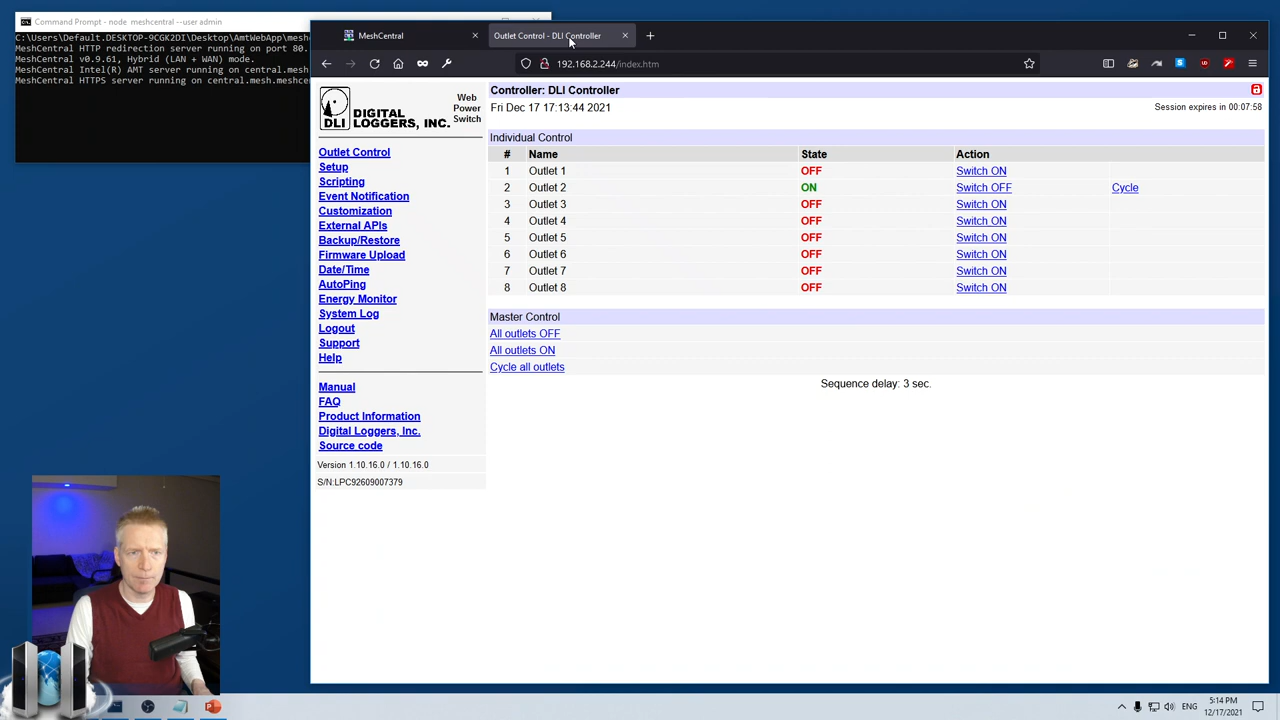 Command Prompt - node meshcentral --user admin
C:\Users\Default.DESKTOP-9CGK2DI\Desktop\AmtWebApp\mesh
MeshCentral HTTP redirection server running on port 80.
MeshCentral v0.9.61, Hybrid (LAN + WAN) mode.
MeshCentral Intel(R) AMT server running on central.mesh
MeshCentral HTTPS server running on central.mesh.meshce
MeshCentral
Outlet Control - DLI Controller
192.168.2.244/index.htm
DLI
DIGITAL
LOGGERS, INC.
Web
Power
Switch
Outlet Control
Setup
Scripting
Event Notification
Customization
External APIs
Backup/Restore
Firmware Upload
Date/Time
AutoPing
Energy Monitor
System Log
Logout
Support
Help
Manual
FAQ
Product Information
Digital Loggers, Inc.
Source code
Version 1.10.16.0 / 1.10.16.0
S/N:LPC92609007379
Controller: DLI Controller
Fri Dec 17 17:13:44 2021
Session expires in 00:07:58
Individual Control
# Name State Action
1 Outlet 1 OFF Switch ON
2 Outlet 2 ON Switch OFF Cycle
3 Outlet 3 OFF Switch ON
4 Outlet 4 OFF Switch ON
5 Outlet 5 OFF Switch ON
6 Outlet 6 OFF Switch ON
7 Outlet 7 OFF Switch ON
8 Outlet 8 OFF Switch ON
Master Control
All outlets OFF
All outlets ON
Cycle all outlets
Sequence delay: 3 sec.
ENG
5:14 PM
12/17/2021